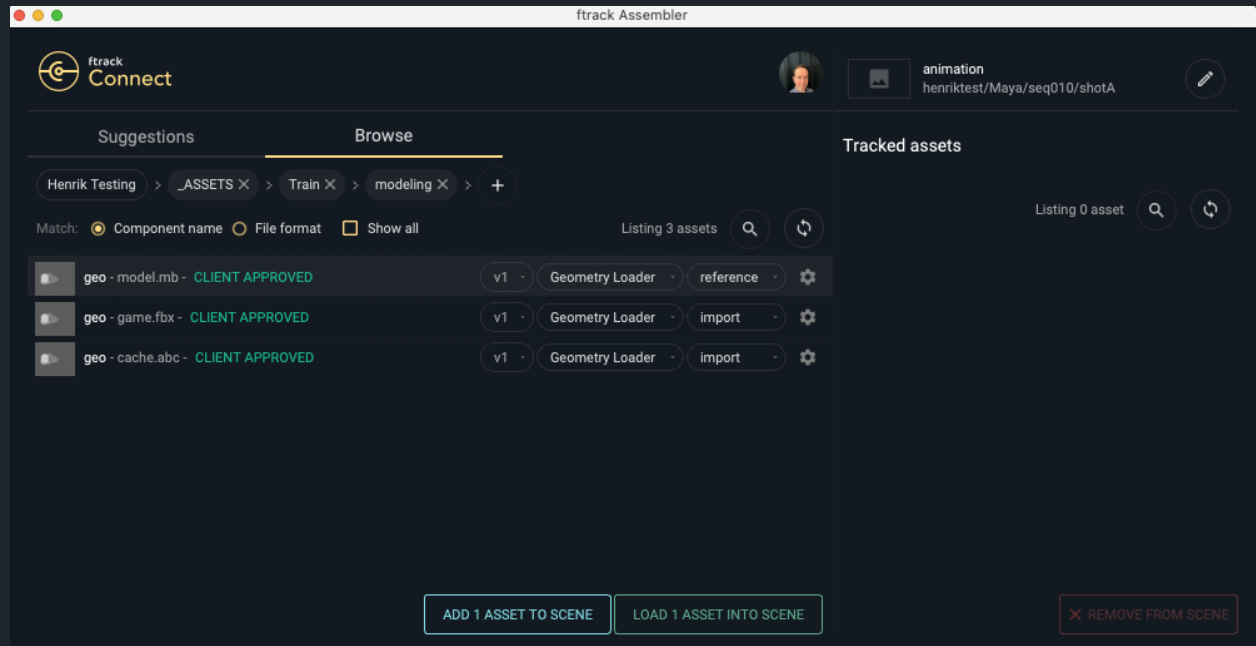 ftrack Assembler
ftrack
Connect
animation
henriktest/Maya/seq010/shotA
Suggestions
Browse
Tracked assets
Henrik Testing > _ASSETS × > Train × > modeling × > +
Listing 0 asset
Match: Component name File format Show all
Listing 3 assets
geo - model.mb - CLIENT APPROVED v1 Geometry Loader reference
geo - game.fbx - CLIENT APPROVED v1 Geometry Loader import
geo - cache.abc - CLIENT APPROVED v1 Geometry Loader import
ADD 1 ASSET TO SCENE
LOAD 1 ASSET INTO SCENE
× REMOVE FROM SCENE